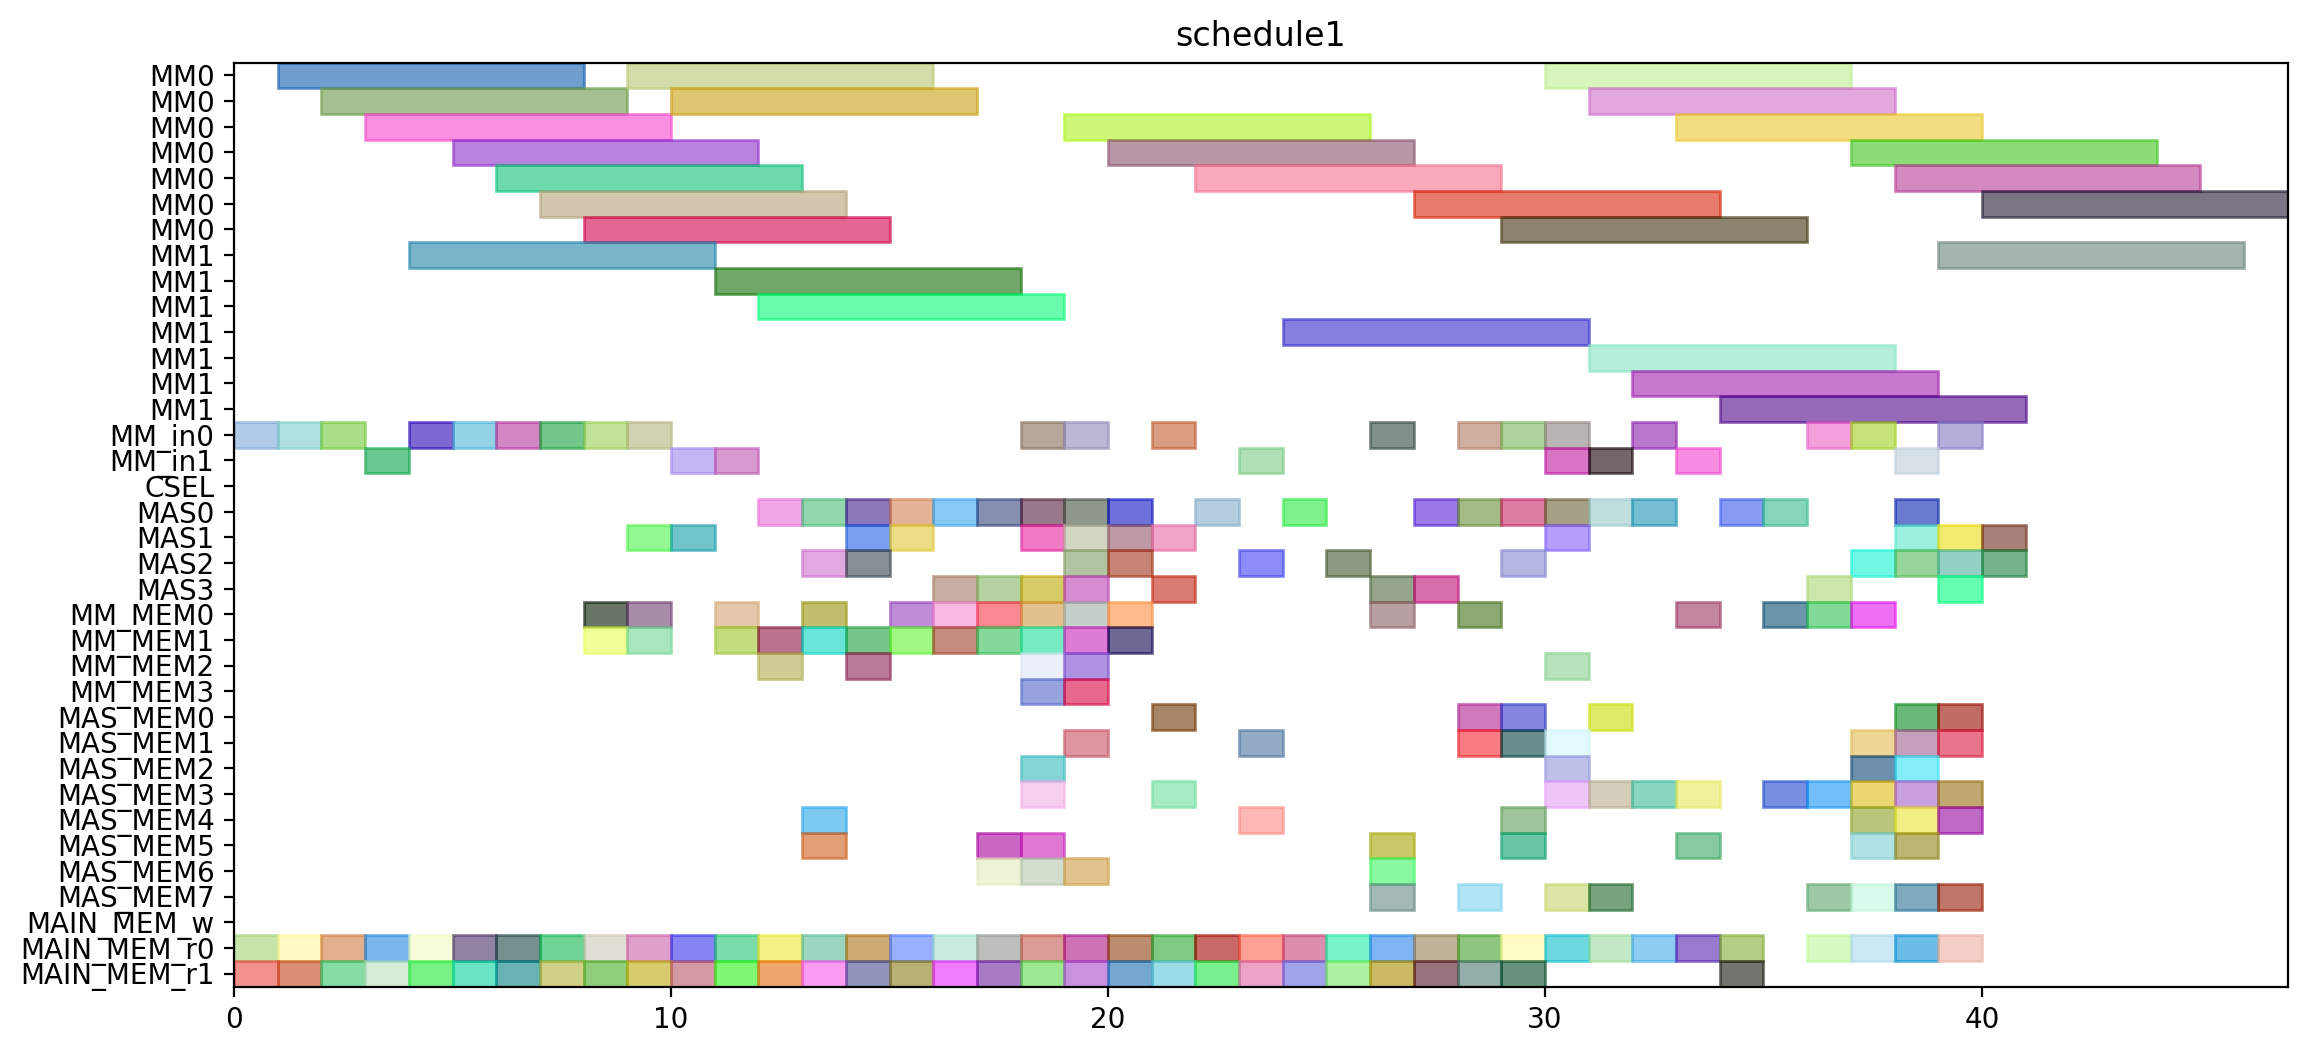 schedule1
MM0
MM0
MM0
MM0
MM0
MM0
MM0
MM1
MM1
MM1
MM1
MM1
MM1
MM1
MM_in0
MM_in1
CSEL
MAS0
MAS1
MAS2
MAS3
MM_MEM0
MM_MEM1
MM_MEM2
MM_MEM3
MAS_MEM0
MAS_MEM1
MAS_MEM2
MAS_MEM3
MAS_MEM4
MAS_MEM5
MAS_MEM6
MAS_MEM7
MAIN_MEM_w
MAIN_MEM_r0
MAIN_MEM_r1
0 10 20 30 40